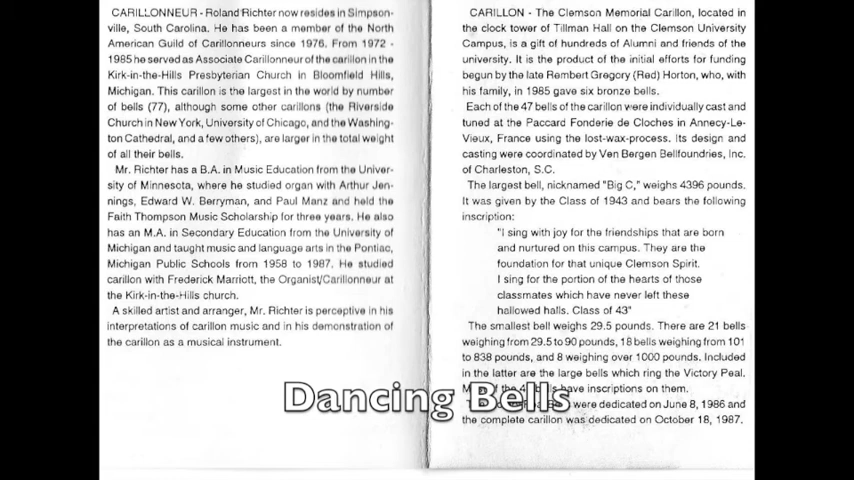 CARILLONNEUR - Roland Richter now resides in Simpson-
ville, South Carolina. He has been a member of the North
American Guild of Carillonneurs since 1976. From 1972 -
1985 he served as Associate Carillonneur of the carillon in the
Kirk-in-the-Hills Presbyterian Church in Bloomfield Hills,
Michigan. This carillon is the largest in the world by number
of bells (77), although some other carillons (the Riverside
Church in New York, University of Chicago, and the Washing-
ton Cathedral, and a few others), are larger in the total weight
of all their bells.
Mr. Richter has a B.A. in Music Education from the Univer-
sity of Minnesota, where he studied organ with Arthur Jen-
nings, Edward W. Berryman, and Paul Manz and held the
Faith Thompson Music Scholarship for three years. He also
has an M.A. in Secondary Education from the University of
Michigan and taught music and language arts in the Pontiac,
Michigan Public Schools from 1958 to 1987. He studied
carillon with Frederick Marriott, the Organist/Carillonneur at
the Kirk-in-the-Hills church.
A skilled artist and arranger, Mr. Richter is perceptive in his
interpretations of carillon music and in his demonstration of
the carillon as a musical instrument.
CARILLON - The Clemson Memorial Carillon, located in
the clock tower of Tillman Hall on the Clemson University
Campus, is a gift of hundreds of Alumni and friends of the
university. It is the product of the initial efforts for funding
begun by the late Rembert Gregory (Red) Horton, who, with
his family, in 1985 gave six bronze bells.
Each of the 47 bells of the carillon were individually cast and
tuned at the Paccard Fonderie de Cloches in Annecy-Le-
Vieux, France using the lost-wax-process. Its design and
casting were coordinated by Ven Bergen Bellfoundries, Inc.
of Charleston, S.C.
The largest bell, nicknamed "Big C," weighs 4396 pounds.
It was given by the Class of 1943 and bears the following
inscription:
"I sing with joy for the friendships that are born
and nurtured on this campus. They are the
foundation for that unique Clemson Spirit.
I sing for the portion of the hearts of those
classmates which have never left these
hallowed halls. Class of 43"
The smallest bell weighs 29.5 pounds. There are 21 bells
weighing from 29.5 to 90 pounds, 18 bells weighing from 101
to 838 pounds, and 8 weighing over 1000 pounds. Included
in the latter are the large bells which ring the Victory Peal.
of the bells have inscriptions on them.
were dedicated on June 8, 1986 and
the complete carillon was dedicated on October 18, 1987.
Dancing Bells